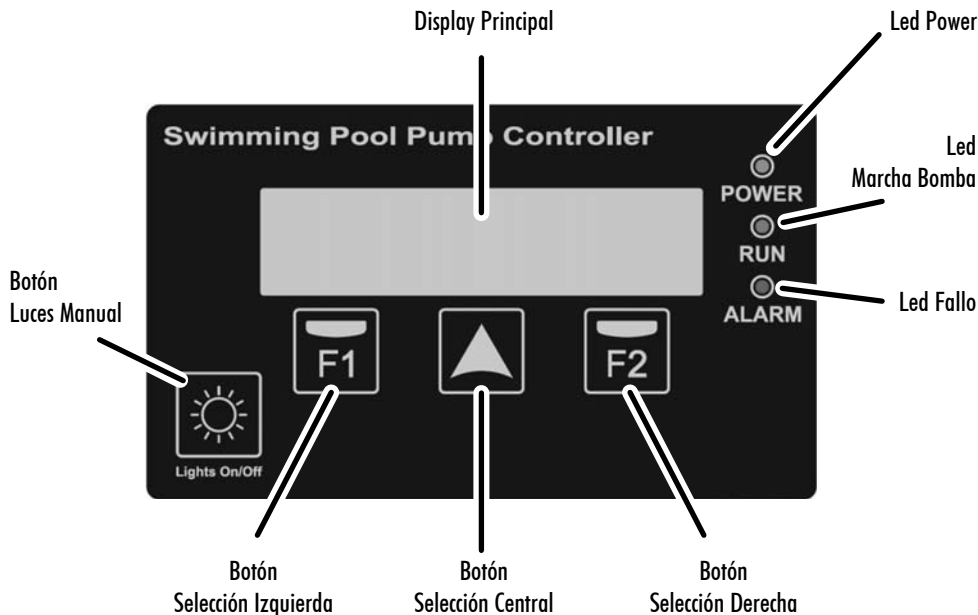 Display Principal
Led Power
Swimming Pool Pump Controller
Led
Marcha Bomba
POWER
RUN
ALARM
Led Fallo
Botón
Luces Manual
F1
F2
Lights On/Off
Botón
Selección Izquierda
Botón
Selección Central
Botón
Selección Derecha